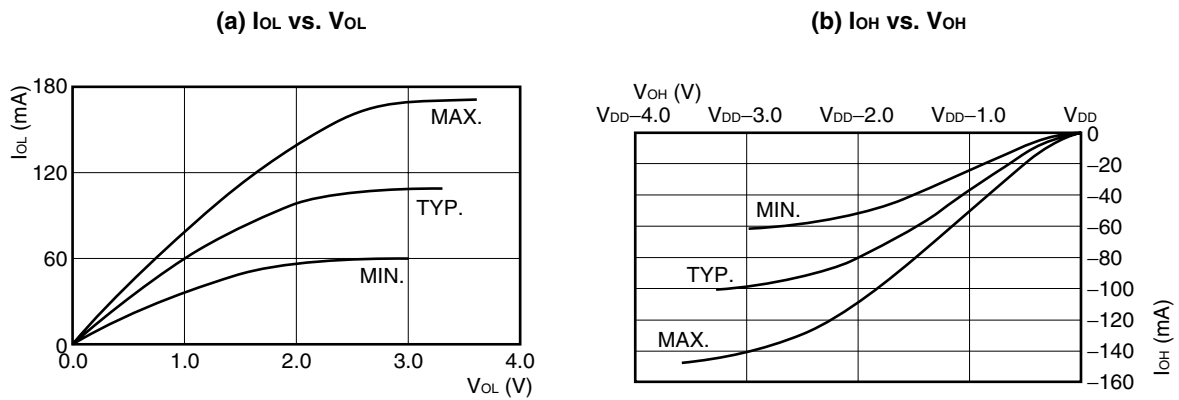 (a) IOL vs. VOL
IOL (mA)
180
120
60
0
0.0 1.0 2.0 3.0 4.0
VOL (V)
MAX.
TYP.
MIN.
(b) IOH vs. VOH
VOH (V)
VDD−4.0 VDD−3.0 VDD−2.0 VDD−1.0 VDD
0
−20
−40
−60
−80
−100
−120
−140
−160
IOH (mA)
MIN.
TYP.
MAX.